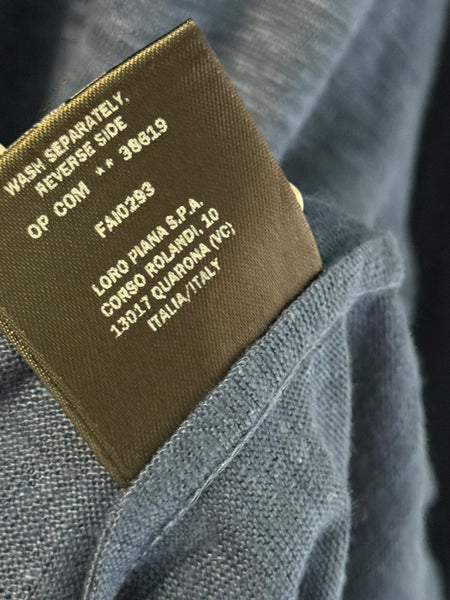 WASH SEPARATELY,
REVERSE SIDE
OP COM ** 38619
FAI0293
LORO PIANA S.P.A.
CORSO ROLANDI, 10
13017 QUARONA (VC)
ITALIA/ITALY